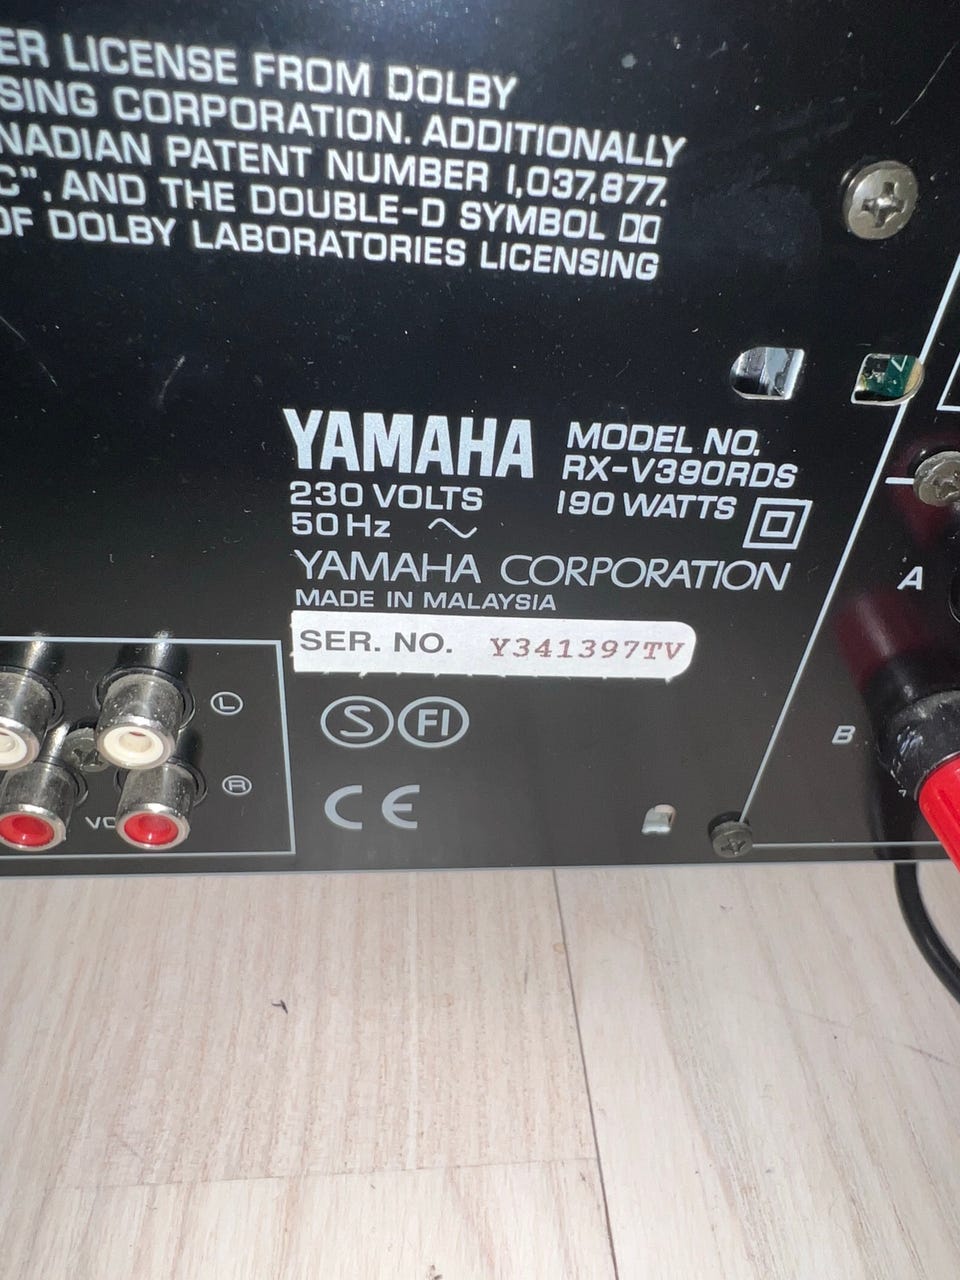 ER LICENSE FROM DOLBY
SING CORPORATION. ADDITIONALLY
NADIAN PATENT NUMBER 1,037,877.
C", AND THE DOUBLE-D SYMBOL
OF DOLBY LABORATORIES LICENSING
YAMAHA
MODEL NO.
RX-V390RDS
230 VOLTS
190 WATTS
50 Hz ~
YAMAHA CORPORATION
MADE IN MALAYSIA
SER. NO. Y341397TV
S FI
CE
L
R
VC
A
B